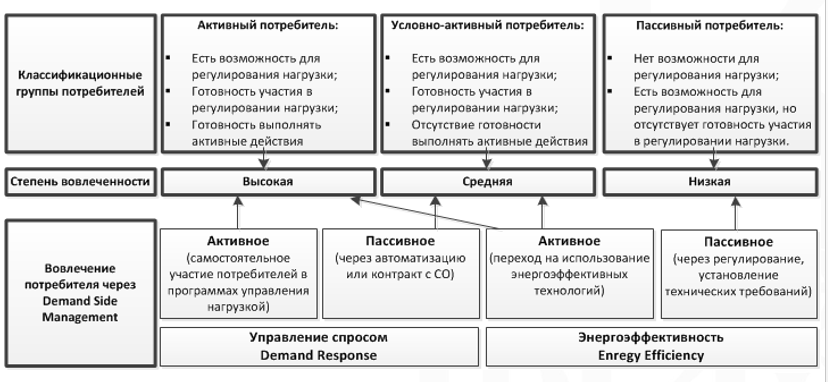 Классификационные
группы потребителей
Активный потребитель:
▪ Есть возможность для
регулирования нагрузки;
▪ Готовность участия в
регулировании нагрузки;
▪ Готовность выполнять
активные действия
Условно-активный потребитель:
▪ Есть возможность для
регулирования нагрузки;
▪ Готовность участия в
регулировании нагрузки;
▪ Отсутствие готовности
выполнять активные действия
Пассивный потребитель:
▪ Нет возможности для
регулирования нагрузки;
▪ Есть возможность для
регулирования нагрузки, но
отсутствует готовность участия
в регулировании нагрузки.
Степень вовлеченности
Высокая
Средняя
Низкая
Вовлечение
потребителя через
Demand Side
Management
Активное
(самостоятельное
участие потребителей в
программах управления
нагрузкой)
Пассивное
(через автоматизацию
или контракт с СО)
Активное
(переход на использование
энергоэффективных
технологий)
Пассивное
(через регулирование,
установление
технических требований)
Управление спросом
Demand Response
Энергоэффективность
Enregy Efficiency